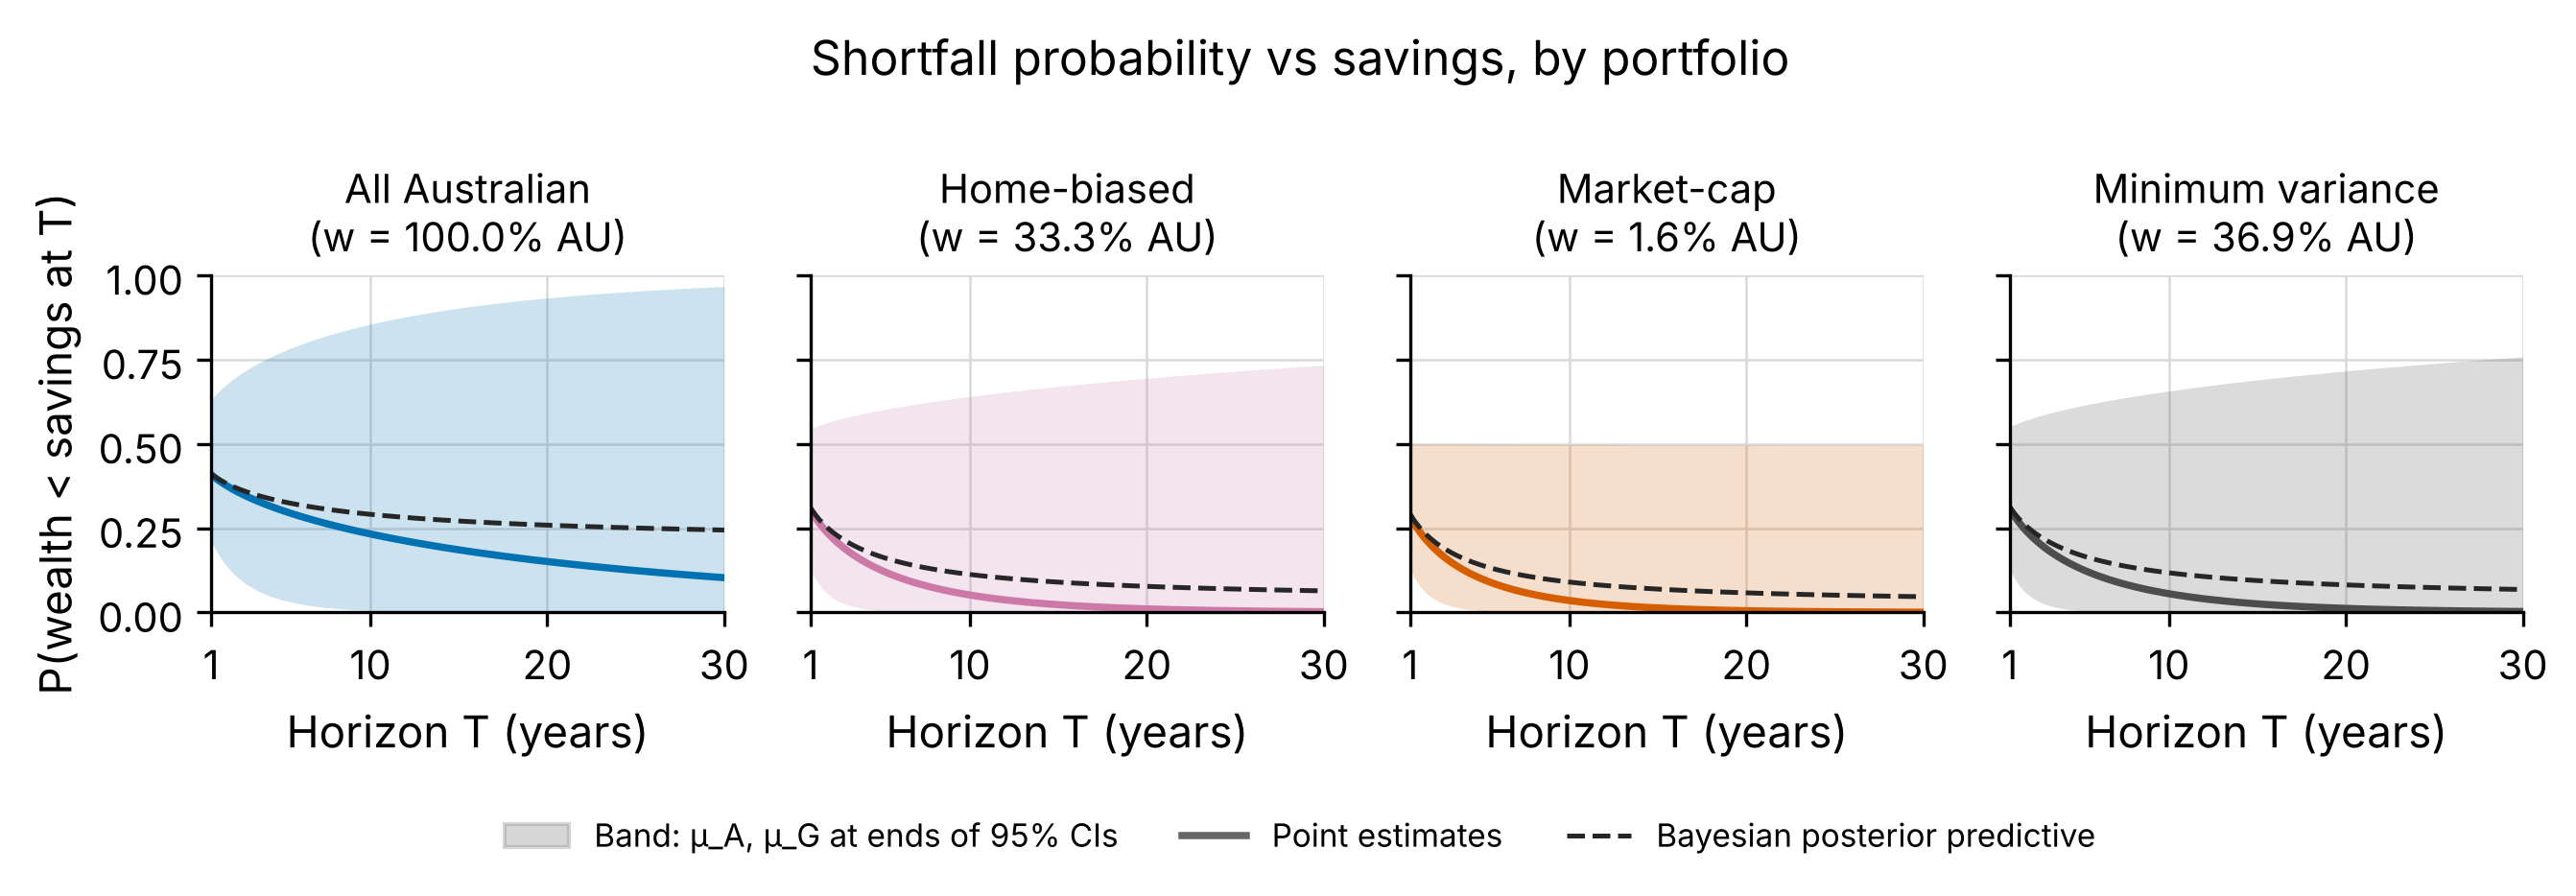 Shortfall probability vs savings, by portfolio
All Australian
(w = 100.0% AU)
Home-biased
(w = 33.3% AU)
Market-cap
(w = 1.6% AU)
Minimum variance
(w = 36.9% AU)
P(wealth < savings at T)
1.00
0.75
0.50
0.25
0.00
1 10 20 30
1 10 20 30
1 10 20 30
1 10 20 30
Horizon T (years)
Horizon T (years)
Horizon T (years)
Horizon T (years)
Band: μ_A, μ_G at ends of 95% CIs
Point estimates
Bayesian posterior predictive